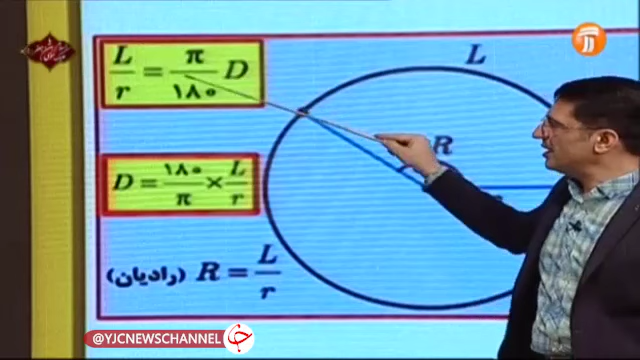 L/r = π/۱۸۰ D
D = ۱۸۰/π × L/r
R = L/r (رادیان)
L
R
@YJCNEWSCHANNEL